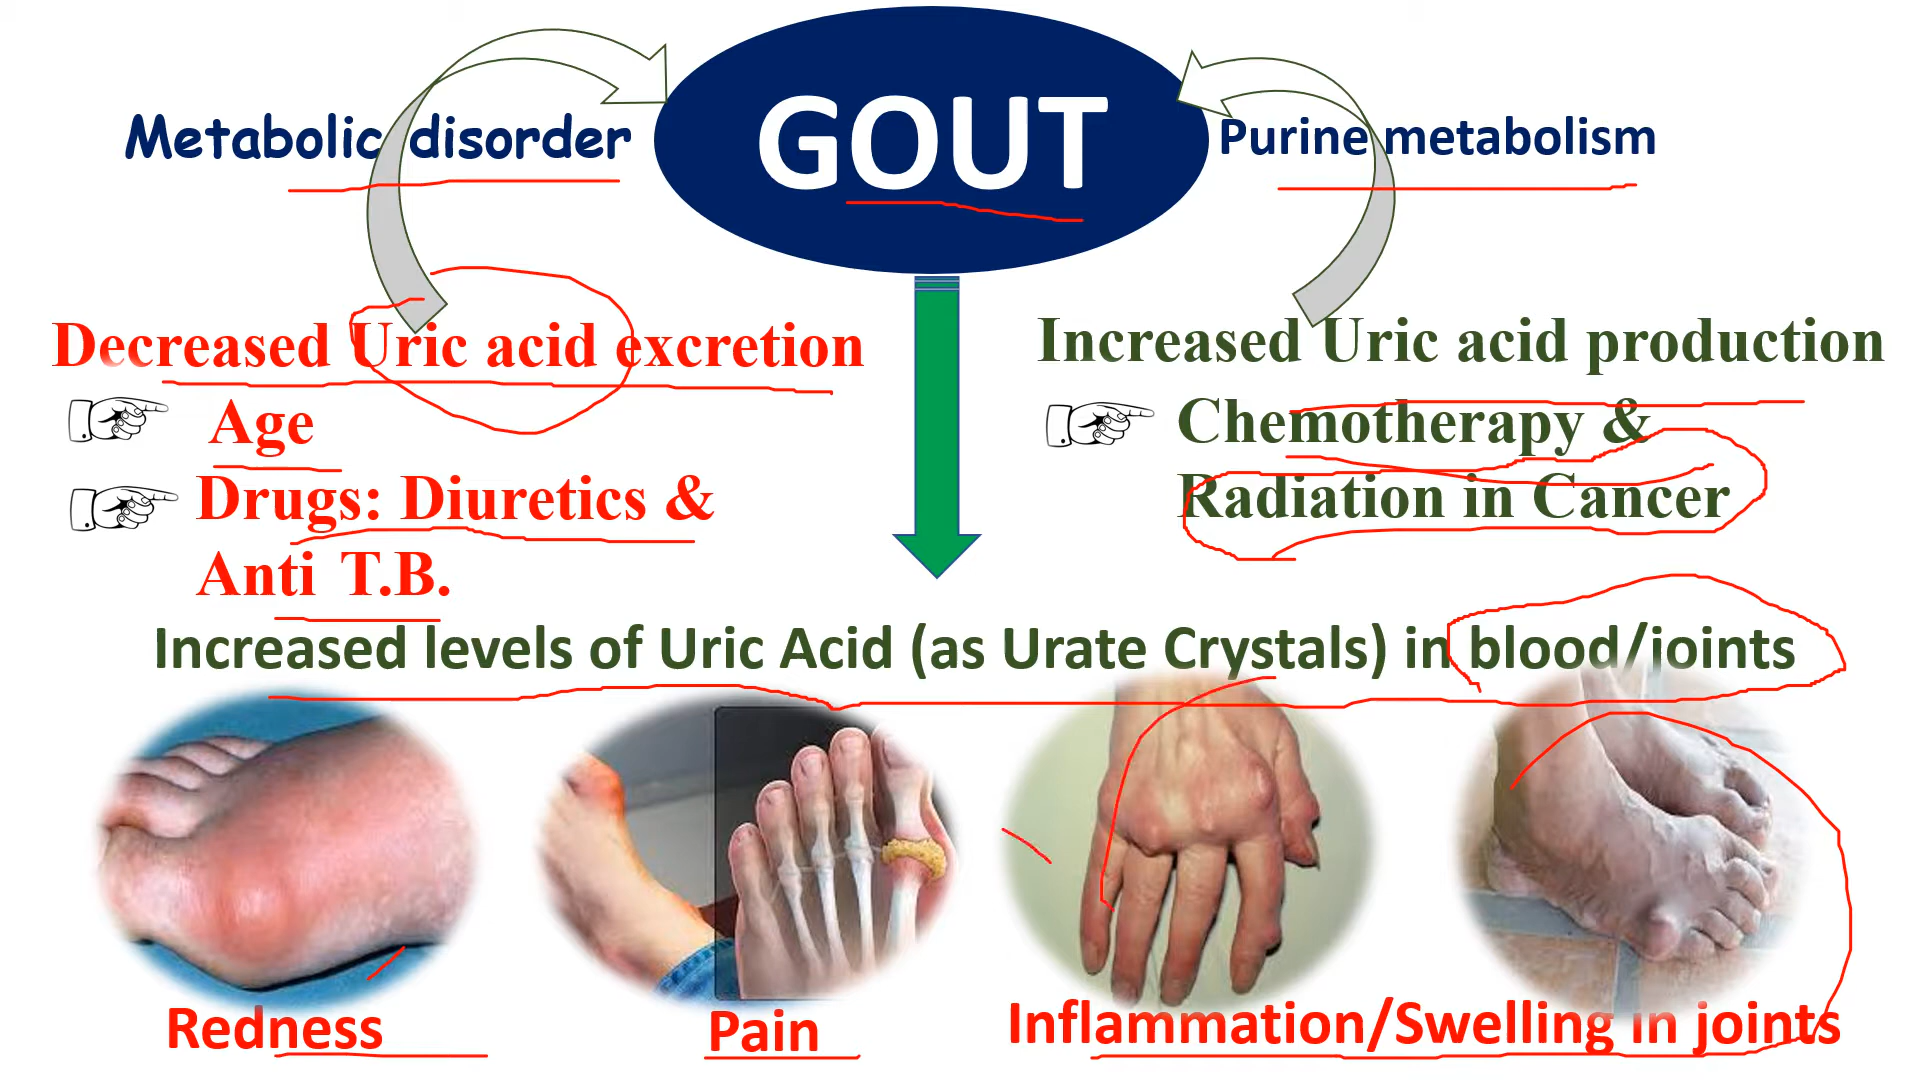 GOUT
Metabolic disorder
Purine metabolism
Decreased Uric acid excretion
Age
Drugs: Diuretics &
Anti T.B.
Increased Uric acid production
Chemotherapy &
Radiation in Cancer
Increased levels of Uric Acid (as Urate Crystals) in blood/joints
Redness
Pain
Inflammation/Swelling in joints